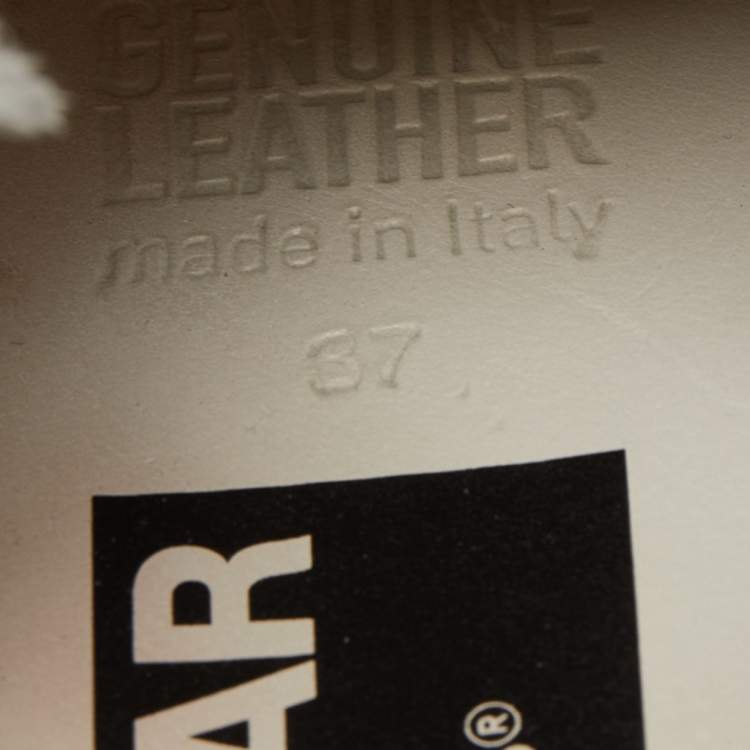 GENUINE
LEATHER
made in Italy
37
AR
®